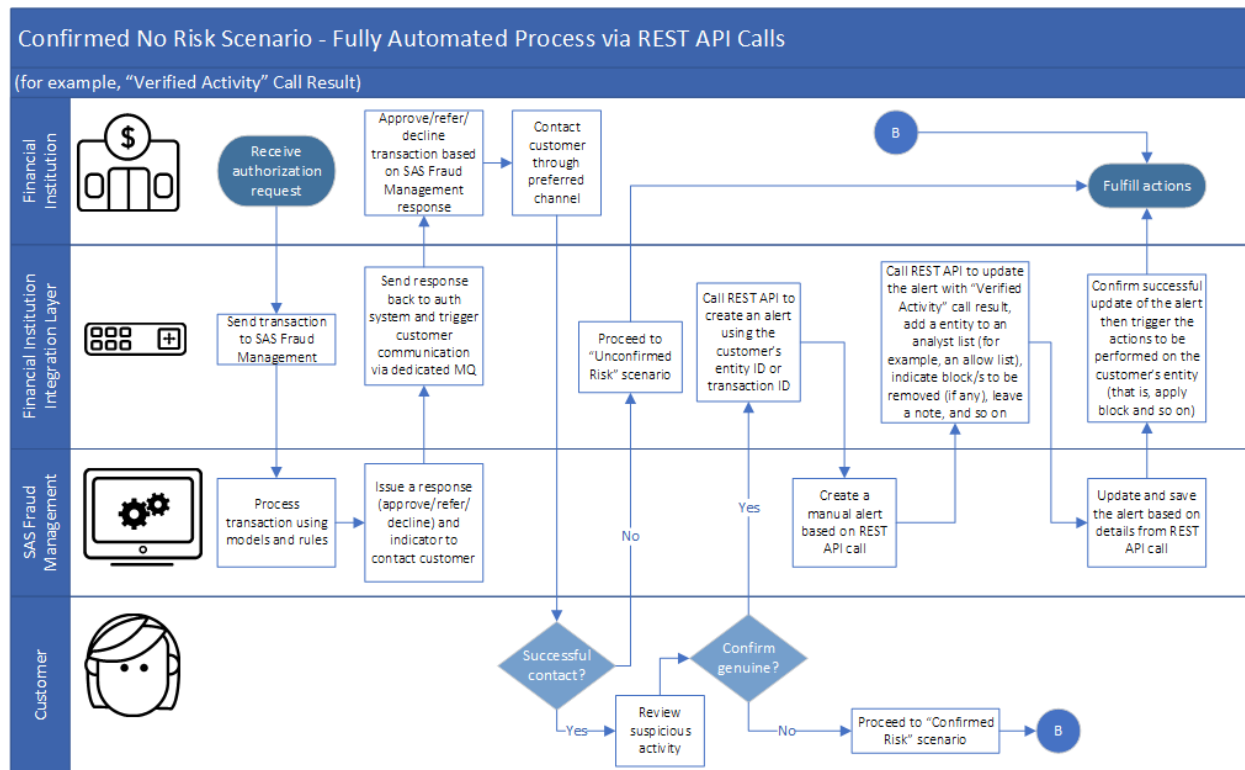 Confirmed No Risk Scenario - Fully Automated Process via REST API Calls
(for example, “Verified Activity” Call Result)
Financial
Institution
$
Receive
authorization
request
Approve/refer/
decline
transaction based
on SAS Fraud
Management
response
Contact
customer
through
preferred
channel
B
Fulfill actions
Financial Institution
Integration Layer
Send transaction
to SAS Fraud
Management
Send response
back to auth
system and trigger
customer
communication
via dedicated MQ
Proceed to
“Unconfirmed
Risk” scenario
Call REST API to
create an alert
using the
customer's
entity ID or
transaction ID
Call REST API to update
the alert with “Verified
Activity” call result,
add a entity to an
analyst list (for
example, an allow list),
indicate block/s to be
removed (if any), leave
a note, and so on
Confirm successful
update of the alert
then trigger the
actions to be
performed on the
customer's entity
(that is, apply
block and so on)
SAS Fraud
Management
Process
transaction using
models and rules
Issue a response
(approve/refer/
decline) and
indicator to
contact customer
No
Yes
Create a
manual alert
based on REST
API call
Update and save
the alert based on
details from REST
API call
Customer
Successful
contact?
Yes
Review
suspicious
activity
Confirm
genuine?
No
Proceed to “Confirmed
Risk” scenario
B